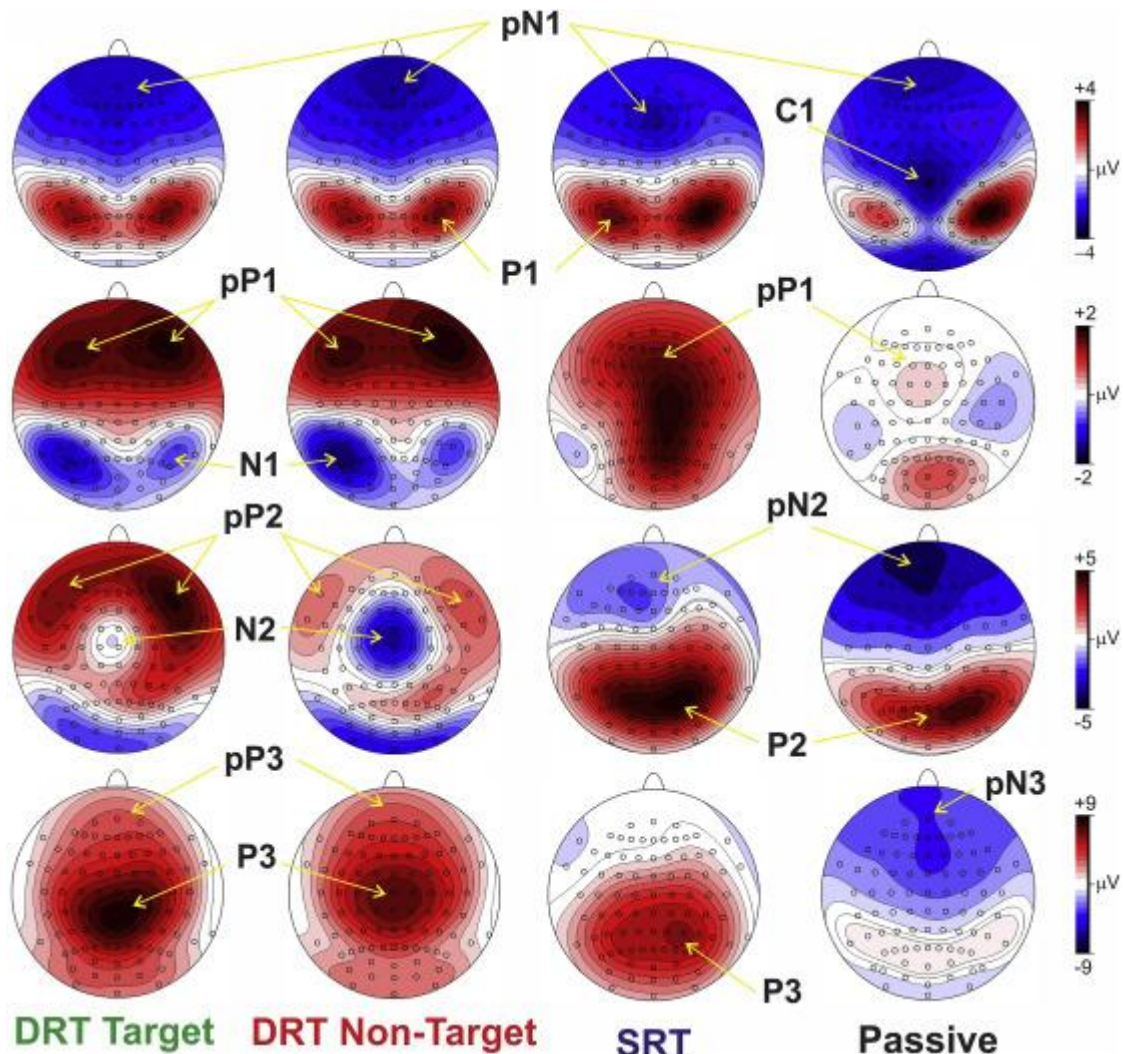 pN1
+4
C1
µV
P1
-4
pP1
pP1
+2
µV
N1
-2
pP2
pN2
+5
N2
µV
P2
-5
pP3
pN3
+9
P3
µV
P3
-9
DRT Target DRT Non-Target SRT Passive